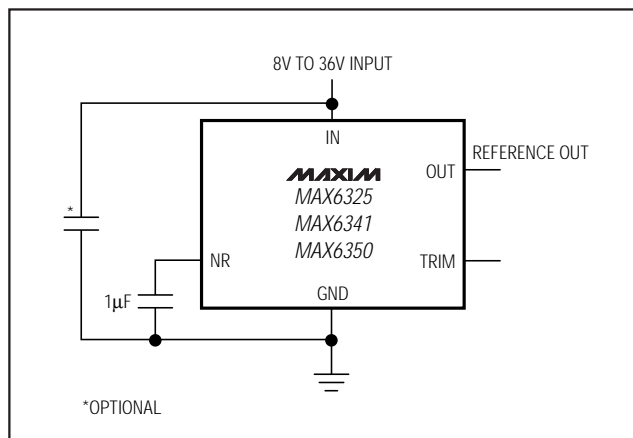 8V TO 36V INPUT
IN
REFERENCE OUT
OUT
MAXIM
MAX6325
MAX6341
MAX6350
*
NR
TRIM
1µF
GND
*OPTIONAL